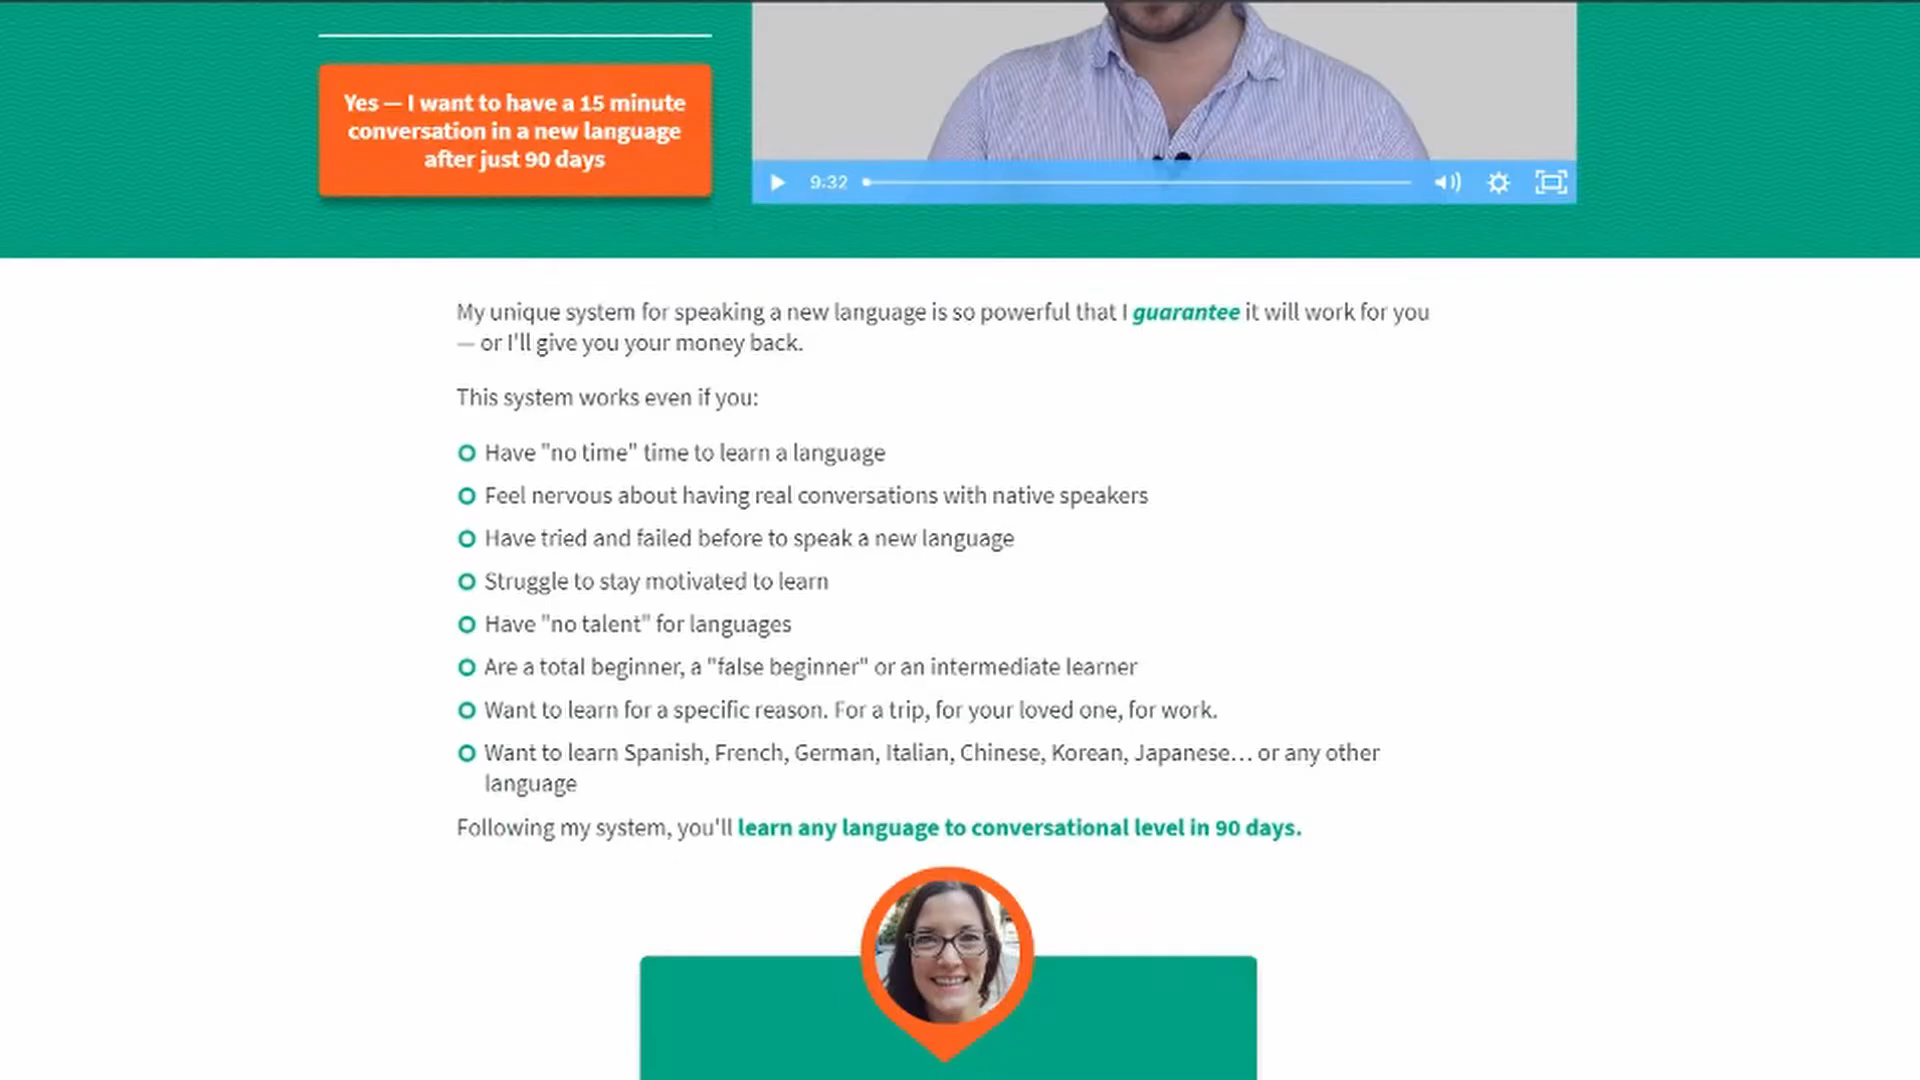 Yes — I want to have a 15 minute
conversation in a new language
after just 90 days
9:32
My unique system for speaking a new language is so powerful that I guarantee it will work for you
— or I'll give you your money back.
This system works even if you:
Have "no time" time to learn a language
Feel nervous about having real conversations with native speakers
Have tried and failed before to speak a new language
Struggle to stay motivated to learn
Have "no talent" for languages
Are a total beginner, a "false beginner" or an intermediate learner
Want to learn for a specific reason. For a trip, for your loved one, for work.
Want to learn Spanish, French, German, Italian, Chinese, Korean, Japanese… or any other
language
Following my system, you'll learn any language to conversational level in 90 days.